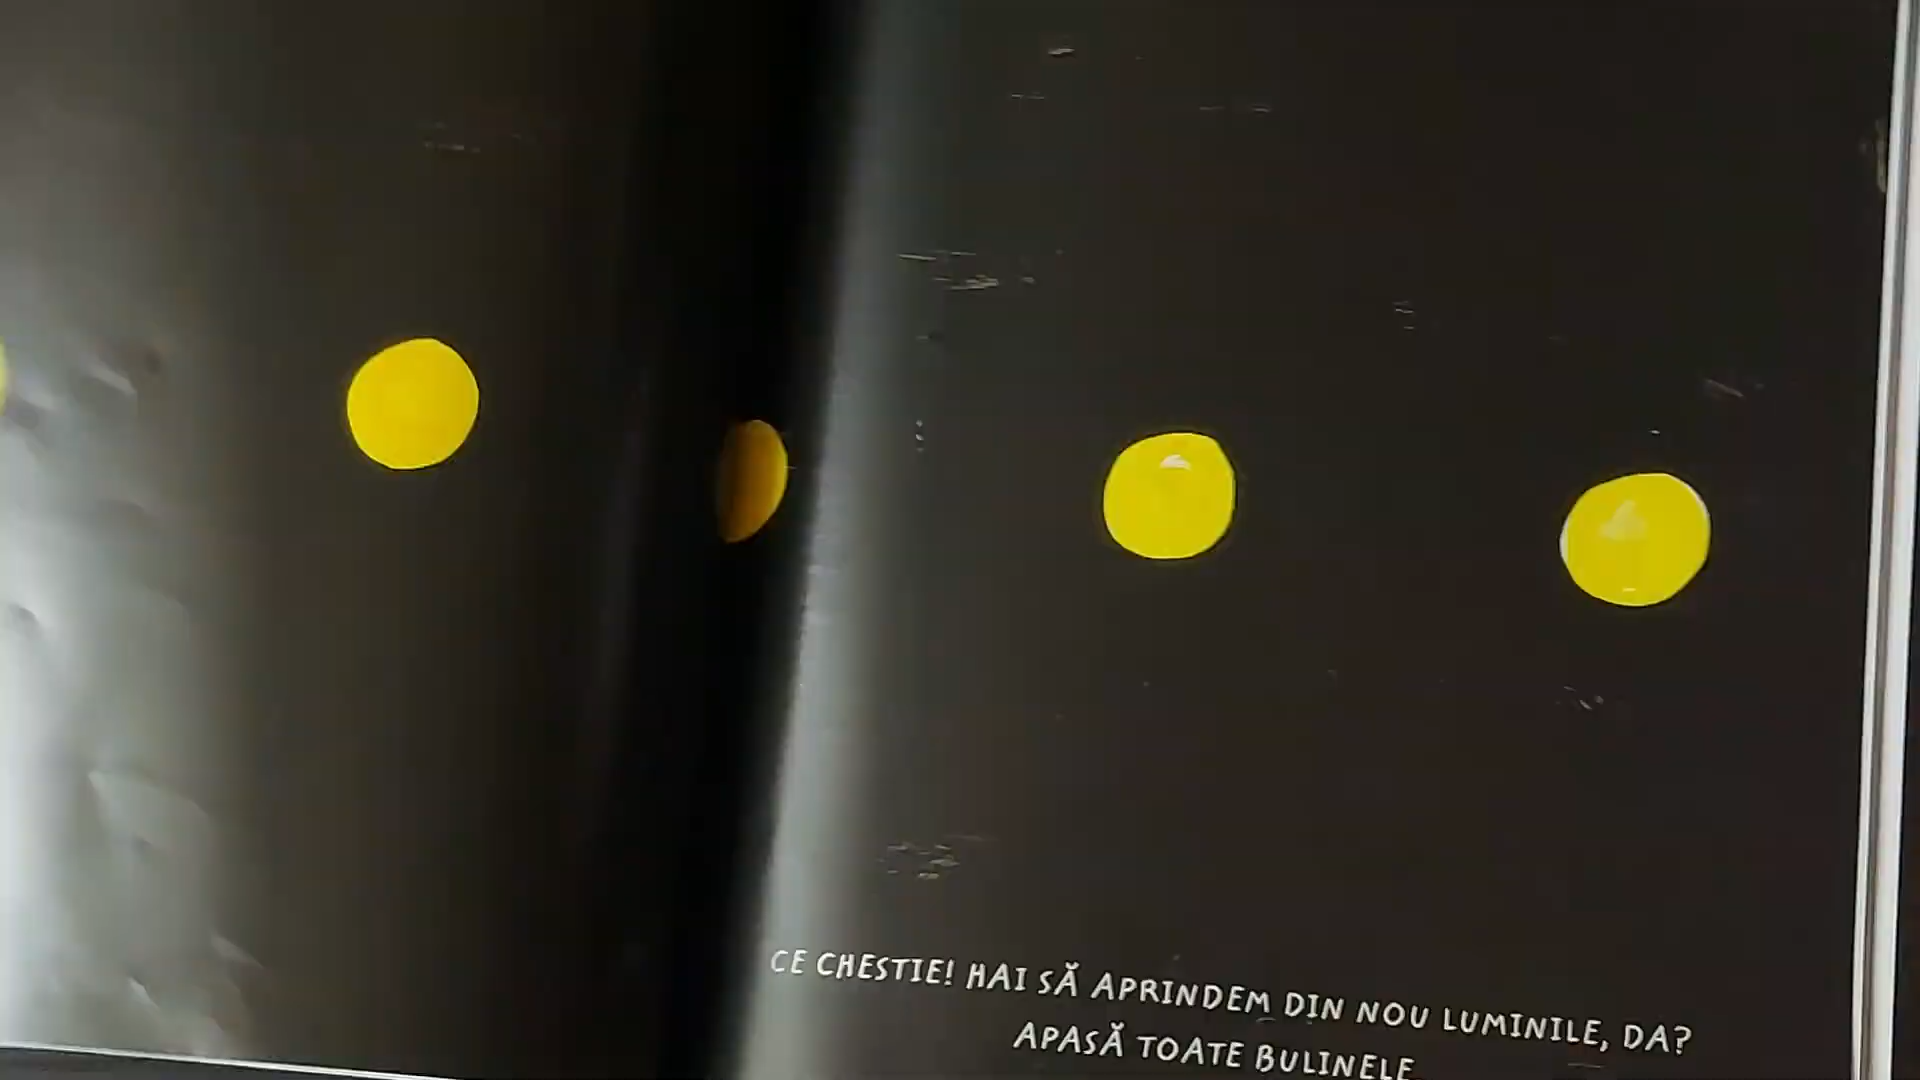 CE CHESTIE! HAI SĂ APRINDEM DIN NOU LUMINILE, DA?
APASĂ TOATE BULINELE